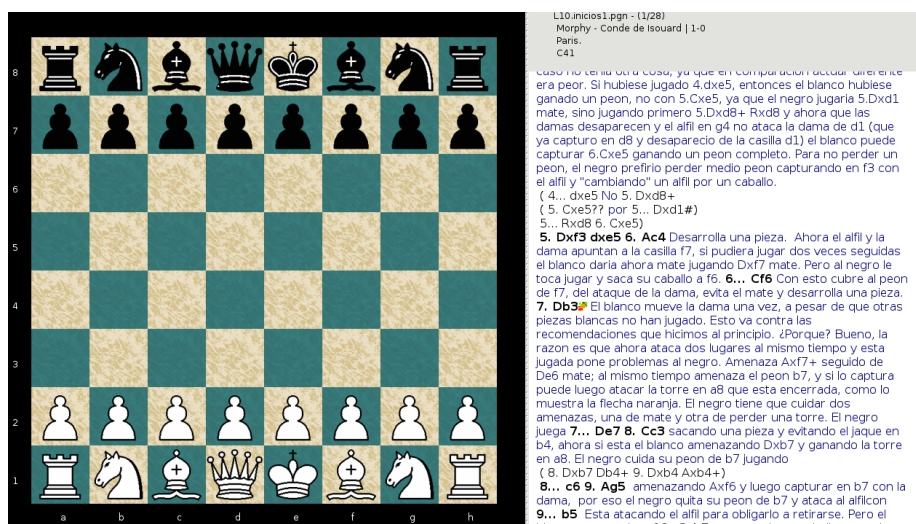 L10.inicios1.pgn - (1/28)
Morphy - Conde de Isouard | 1-0
Paris.
C41
8
7
6
5
4
3
2
1
a b c d e f g h
caso no tenia otra cosa, ya que en comparacion actuar diferente
era peor. Si hubiese jugado 4.dxe5, entonces el blanco hubiese
ganado un peon, no con 5.Cxe5, ya que el negro jugaria 5.Dxd1
mate, sino jugando primero 5.Dxd8+ Rxd8 y ahora que las
damas desaparecen y el alfil en g4 no ataca la dama de d1 (que
ya capturo en d8 y desaparecio de la casilla d1) el blanco puede
capturar 6.Cxe5 ganando un peon completo. Para no perder un
peon, el negro prefirio perder medio peon capturando en f3 con
el alfil y "cambiando" un alfil por un caballo.
( 4... dxe5 No 5. Dxd8+
( 5. Cxe5?? por 5... Dxd1#)
5... Rxd8 6. Cxe5)
5. Dxf3 dxe5 6. Ac4 Desarrolla una pieza. Ahora el alfil y la
dama apuntan a la casilla f7, si pudiera jugar dos veces seguidas
el blanco daria ahora mate jugando Dxf7 mate. Pero al negro le
toca jugar y saca su caballo a f6. 6... Cf6 Con esto cubre al peon
de f7, del ataque de la dama, evita el mate y desarrolla una pieza.
7. Db3 El blanco mueve la dama una vez, a pesar de que otras
piezas blancas no han jugado. Esto va contra las
recomendaciones que hicimos al principio. ¿Porque? Bueno, la
razon es que ahora ataca dos lugares al mismo tiempo y esta
jugada pone problemas al negro. Amenaza Axf7+ seguido de
De6 mate; al mismo tiempo amenaza el peon b7, y si lo captura
puede luego atacar la torre en a8 que esta encerrada, como lo
muestra la flecha naranja. El negro tiene que cuidar dos
amenazas, una de mate y otra de perder una torre. El negro
juega 7... De7 8. Cc3 sacando una pieza y evitando el jaque en
b4, ahora si esta el blanco amenazando Dxb7 y ganando la torre
en a8. El negro cuida su peon de b7 jugando
( 8. Dxb7 Db4+ 9. Dxb4 Axb4+)
8... c6 9. Ag5 amenazando Axf6 y luego capturar en b7 con la
dama, por eso el negro quita su peon de b7 y ataca al alfilcon
9... b5 Esta atacando el alfil para obligarlo a retirarse. Pero el